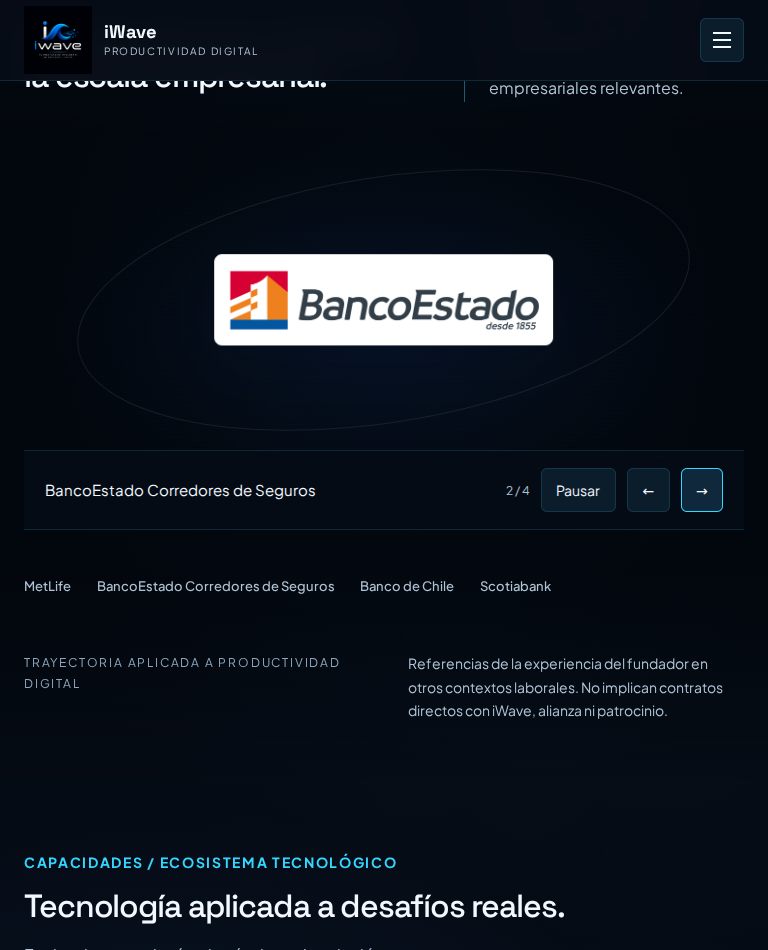 iwave
iWave
PRODUCTIVIDAD DIGITAL
la escala empresarial.
empresariales relevantes.
BancoEstado
desde 1855
BancoEstado Corredores de Seguros
2/4
Pausar
←
→
MetLife
BancoEstado Corredores de Seguros
Banco de Chile
Scotiabank
TRAYECTORIA APLICADA A PRODUCTIVIDAD
DIGITAL
Referencias de la experiencia del fundador en
otros contextos laborales. No implican contratos
directos con iWave, alianza ni patrocinio.
CAPACIDADES / ECOSISTEMA TECNOLÓGICO
Tecnología aplicada a desafíos reales.